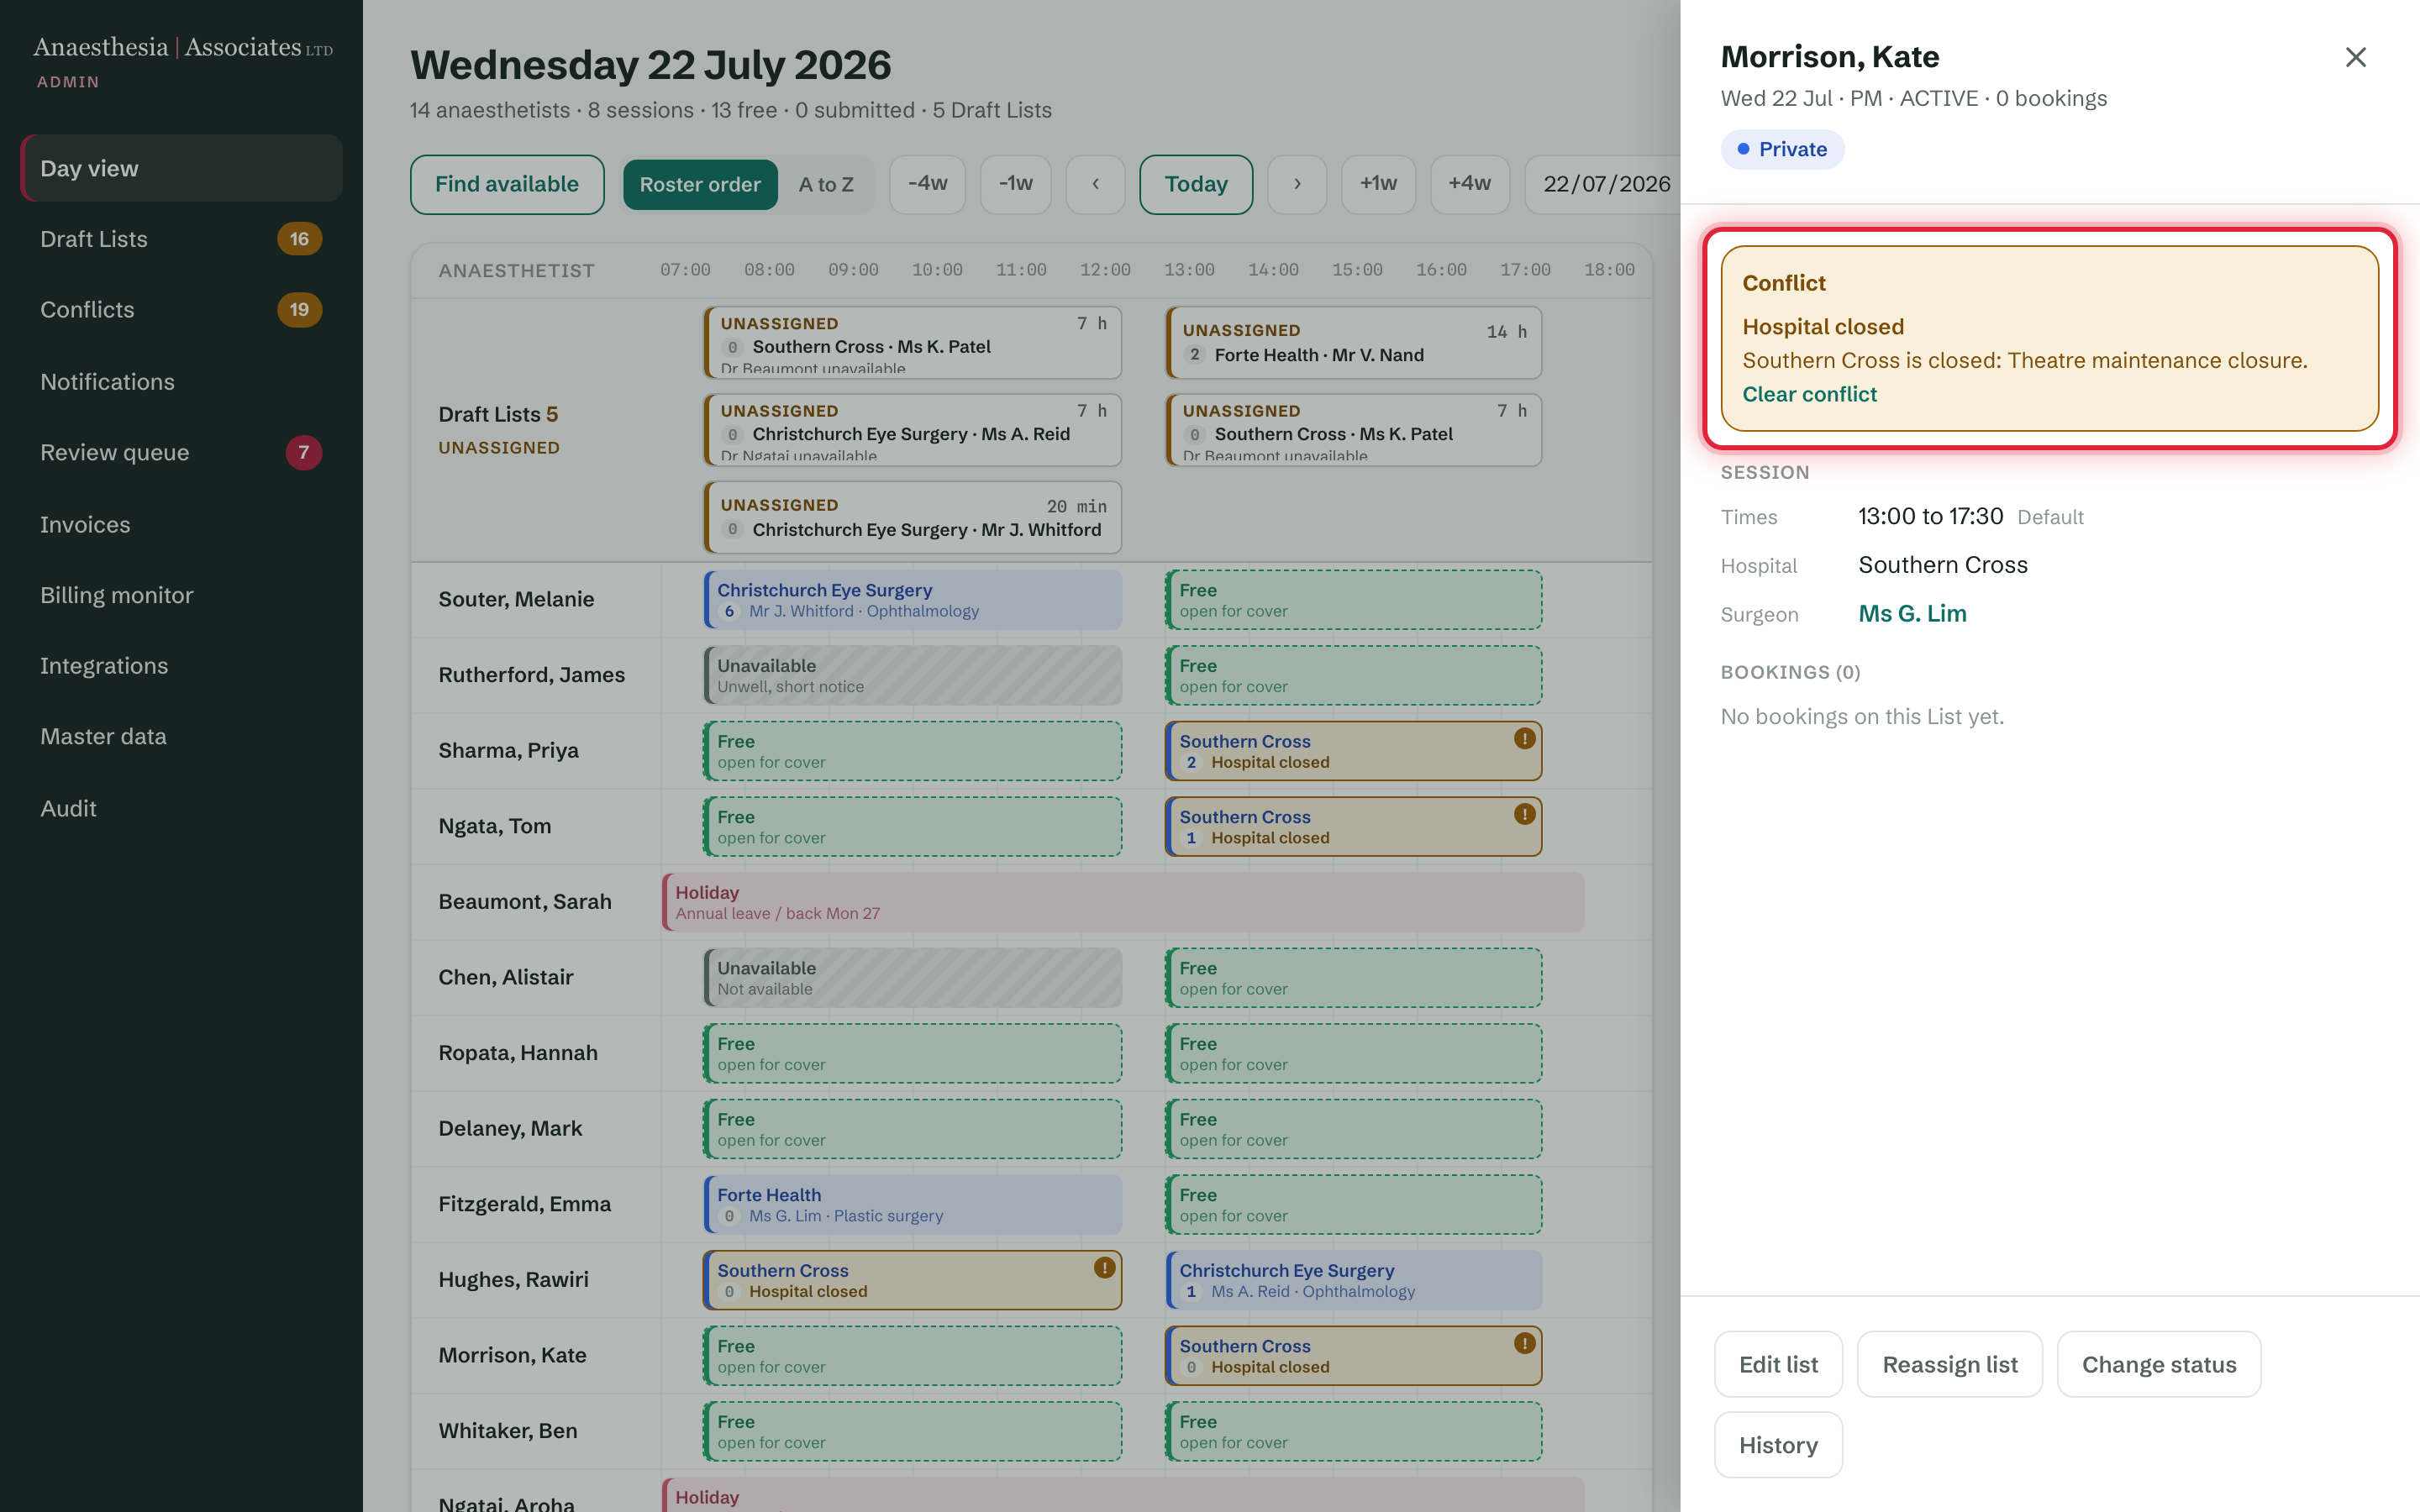 Anaesthesia | Associates LTD
ADMIN
Day view
Draft Lists 16
Conflicts 19
Notifications
Review queue 7
Invoices
Billing monitor
Integrations
Master data
Audit
Wednesday 22 July 2026
14 anaesthetists · 8 sessions · 13 free · 0 submitted · 5 Draft Lists
Find available Roster order A to Z -4w -1w ‹ Today › +1w +4w 22/07/2026
ANAESTHETIST 07:00 08:00 09:00 10:00 11:00 12:00 13:00 14:00 15:00 16:00 17:00 18:00
Draft Lists 5
UNASSIGNED
UNASSIGNED 7 h
0 Southern Cross · Ms K. Patel
Dr Beaumont unavailable
UNASSIGNED 14 h
2 Forte Health · Mr V. Nand
UNASSIGNED 7 h
0 Christchurch Eye Surgery · Ms A. Reid
Dr Ngatai unavailable
UNASSIGNED 7 h
0 Southern Cross · Ms K. Patel
Dr Beaumont unavailable
UNASSIGNED 20 min
0 Christchurch Eye Surgery · Mr J. Whitford
Souter, Melanie
Christchurch Eye Surgery
6 Mr J. Whitford · Ophthalmology
Free
open for cover
Rutherford, James
Unavailable
Unwell, short notice
Free
open for cover
Sharma, Priya
Free
open for cover
Southern Cross !
2 Hospital closed
Ngata, Tom
Free
open for cover
Southern Cross !
1 Hospital closed
Beaumont, Sarah
Holiday
Annual leave / back Mon 27
Chen, Alistair
Unavailable
Not available
Free
open for cover
Ropata, Hannah
Free
open for cover
Free
open for cover
Delaney, Mark
Free
open for cover
Free
open for cover
Fitzgerald, Emma
Forte Health
0 Ms G. Lim · Plastic surgery
Free
open for cover
Hughes, Rawiri
Southern Cross !
0 Hospital closed
Christchurch Eye Surgery
1 Ms A. Reid · Ophthalmology
Morrison, Kate
Free
open for cover
Southern Cross !
0 Hospital closed
Whitaker, Ben
Free
open for cover
Free
open for cover
Ngatai, Aroha
Holiday
Morrison, Kate
Wed 22 Jul · PM · ACTIVE · 0 bookings
Private
Conflict
Hospital closed
Southern Cross is closed: Theatre maintenance closure.
Clear conflict
SESSION
Times 13:00 to 17:30 Default
Hospital Southern Cross
Surgeon Ms G. Lim
BOOKINGS (0)
No bookings on this List yet.
Edit list Reassign list Change status
History